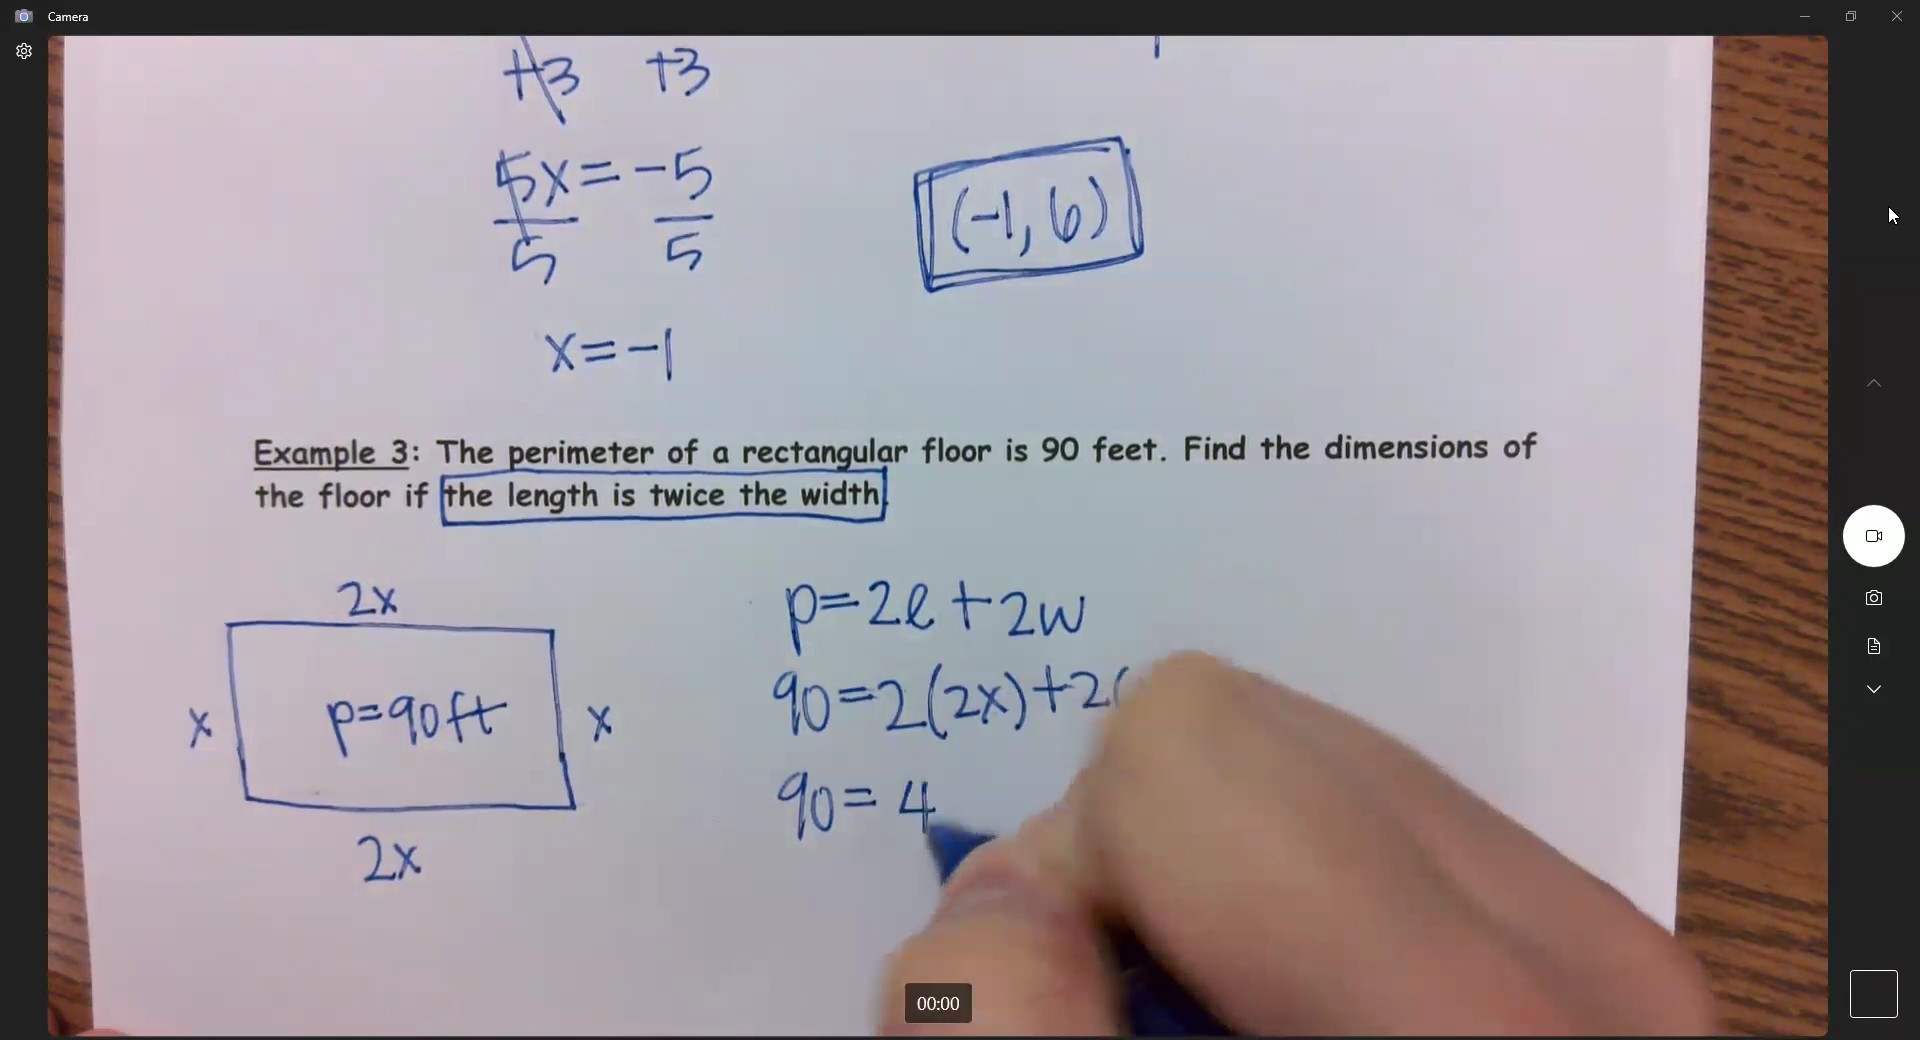 Camera
+3 +3
5x = -5
5 5
(-1, 6)
x = -1
Example 3: The perimeter of a rectangular floor is 90 feet. Find the dimensions of
the floor if the length is twice the width.
2x
x p=90ft x
2x
p=2l+2w
90=2(2x)+2(
90= 4
00:00